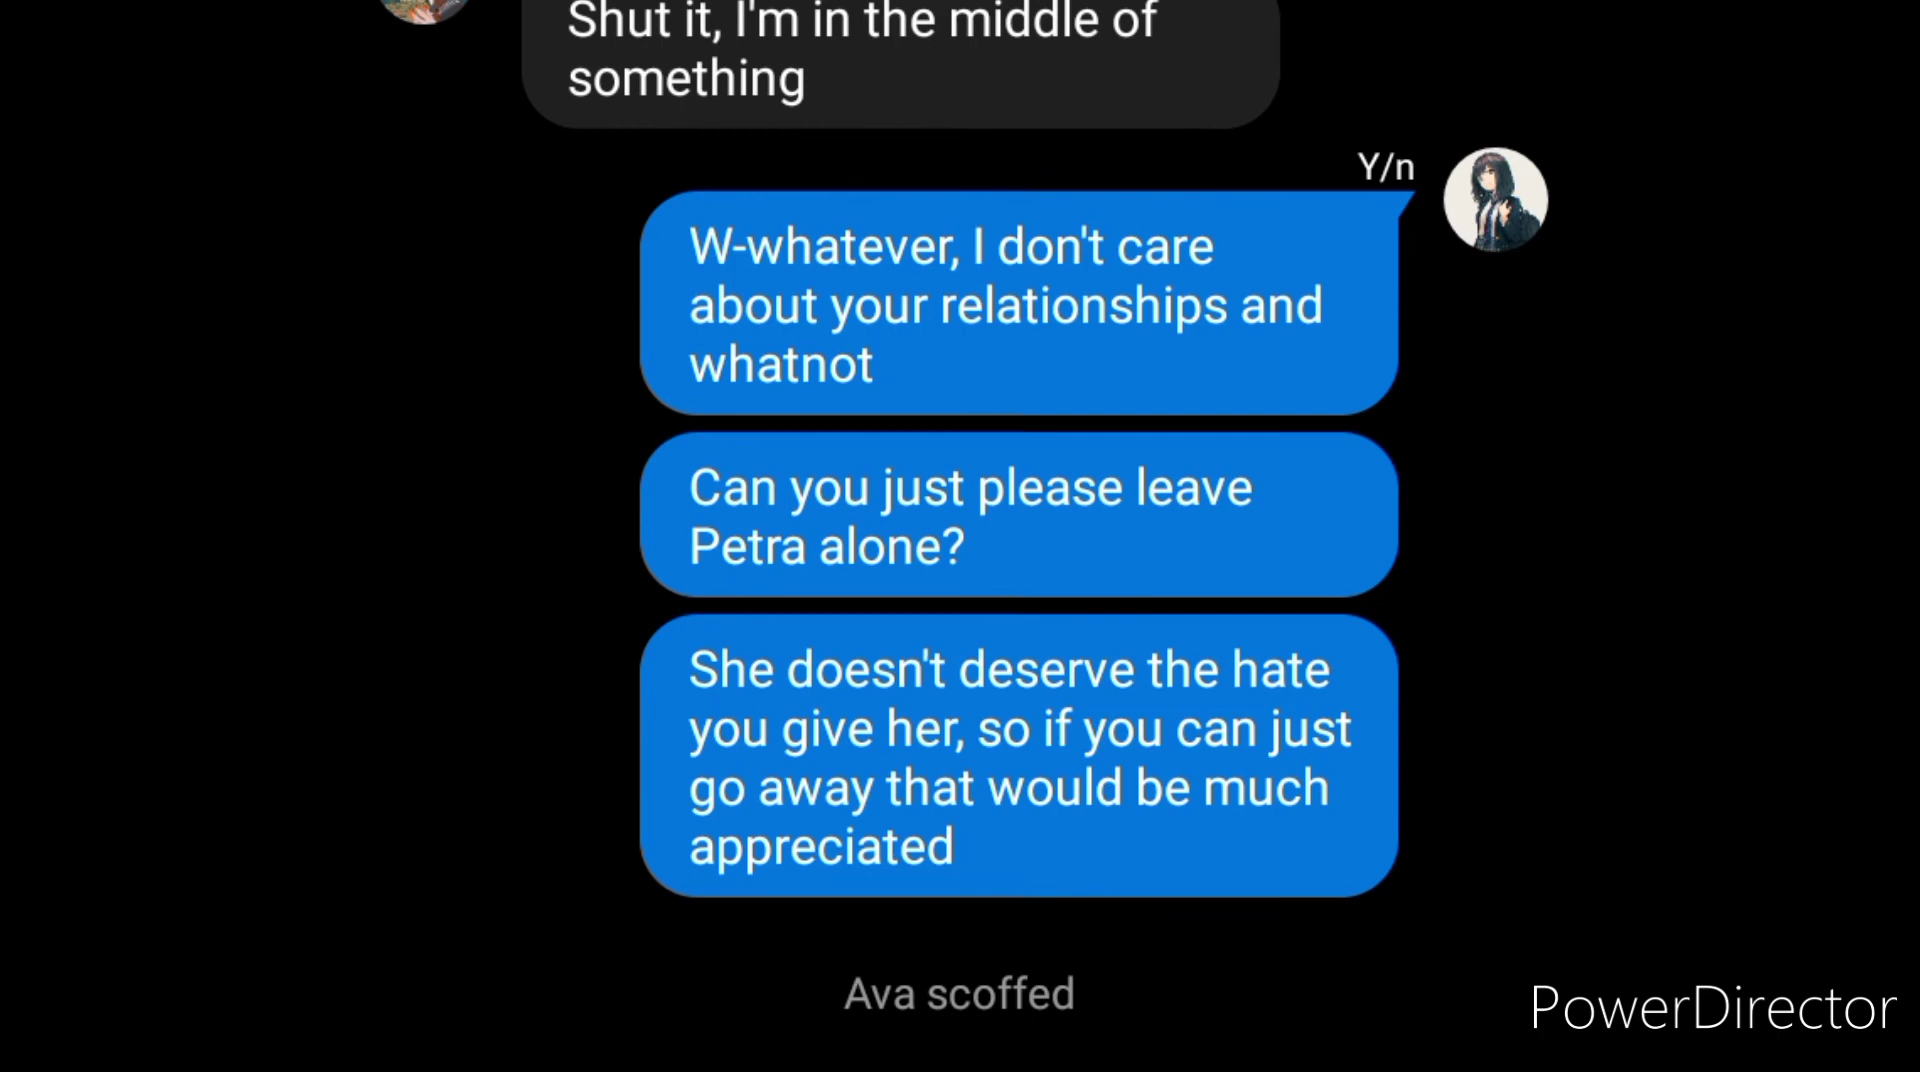 Shut it, I'm in the middle of
something
Y/n
W-whatever, I don't care
about your relationships and
whatnot
Can you just please leave
Petra alone?
She doesn't deserve the hate
you give her, so if you can just
go away that would be much
appreciated
Ava scoffed
PowerDirector